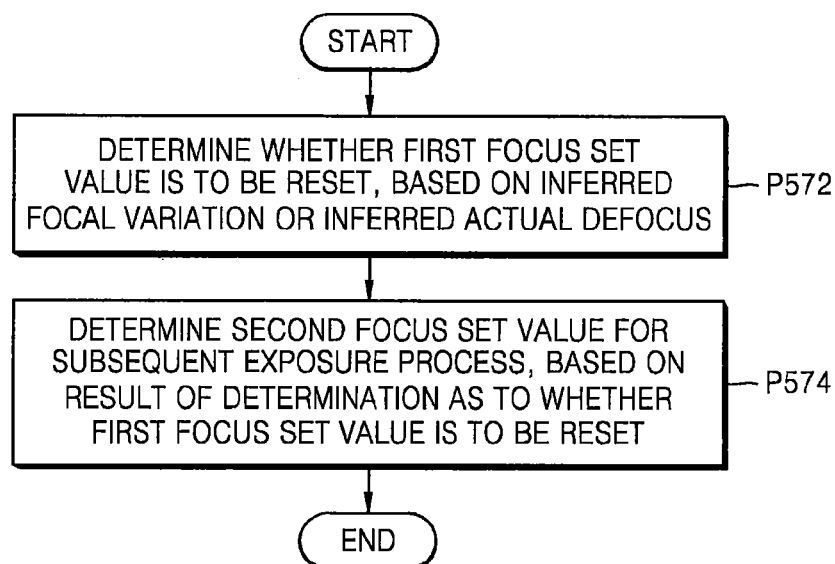 START
DETERMINE WHETHER FIRST FOCUS SET
VALUE IS TO BE RESET, BASED ON INFERRED
FOCAL VARIATION OR INFERRED ACTUAL DEFOCUS
P572
DETERMINE SECOND FOCUS SET VALUE FOR
SUBSEQUENT EXPOSURE PROCESS, BASED ON
RESULT OF DETERMINATION AS TO WHETHER
FIRST FOCUS SET VALUE IS TO BE RESET
P574
END